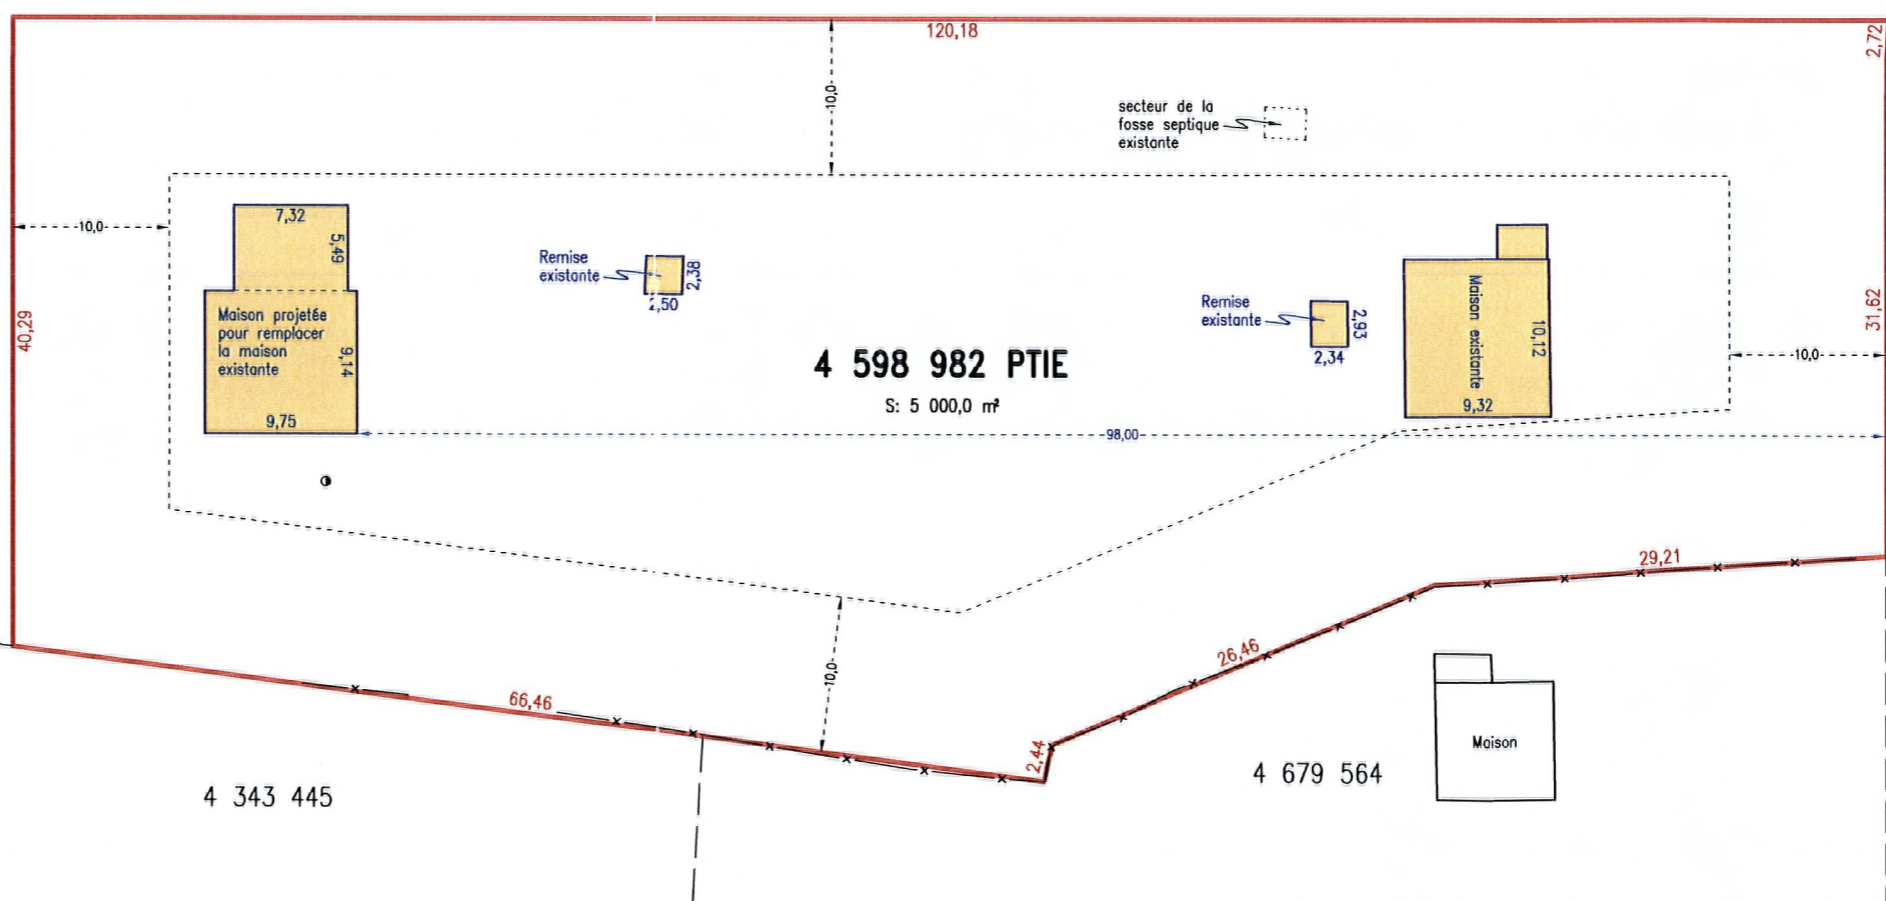 120,18
2,72
10,0
secteur de la
fosse septique
existante
10,0
7,32
5,49
Remise
existante
2,38
2,50
Maison projetée
pour remplacer
la maison
existante
9,14
9,75
40,29
4 598 982 PTIE
S: 5 000,0 m²
Remise
existante
2,93
2,34
Maison existante
10,12
9,32
31,62
10,0
98,00
10,0
66,46
2,44
26,46
29,21
Maison
4 343 445
4 679 564